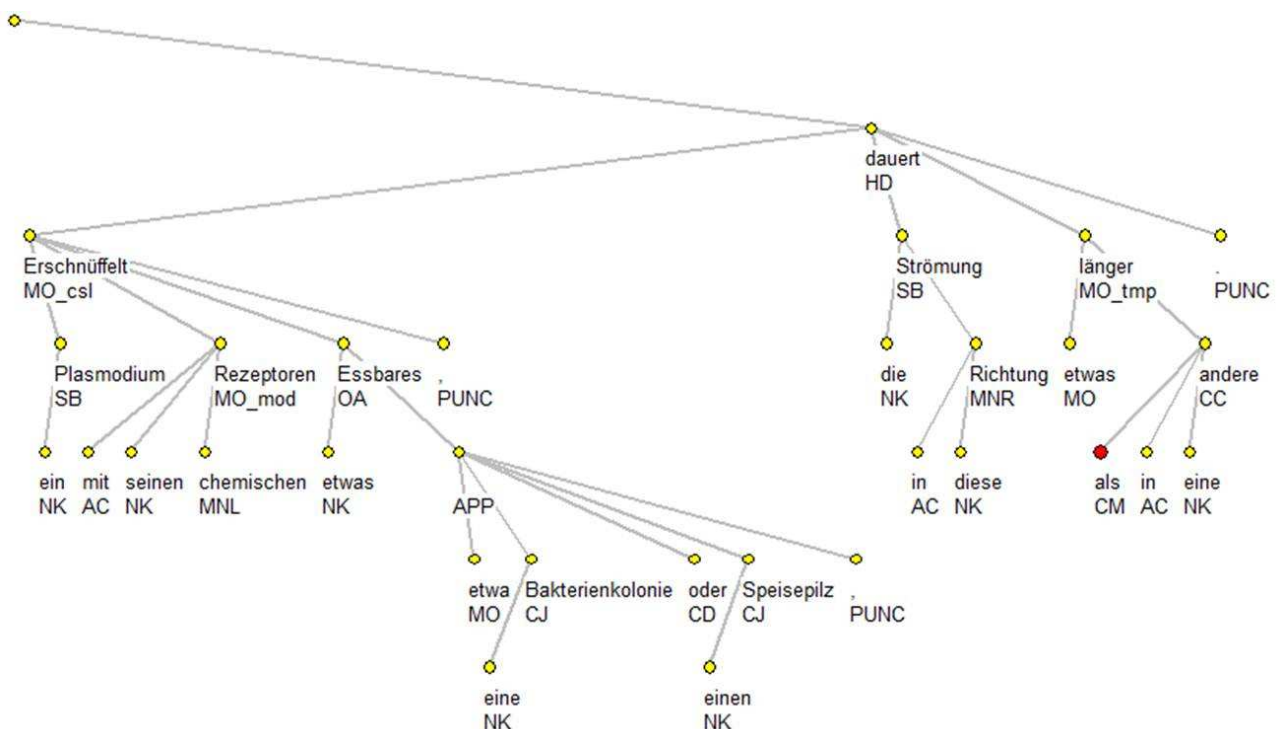 dauert
HD
Erschnüffelt
MO_csl
Strömung
SB
länger
MO_tmp
.
PUNC
Plasmodium
SB
Rezeptoren
MO_mod
Essbares
OA
,
PUNC
die
NK
Richtung
MNR
etwas
MO
andere
CC
ein
NK
mit
AC
seinen
NK
chemischen
MNL
etwas
NK
APP
in
AC
diese
NK
als
CM
in
AC
eine
NK
etwa
MO
Bakterienkolonie
CJ
oder
CD
Speisepilz
CJ
,
PUNC
eine
NK
einen
NK